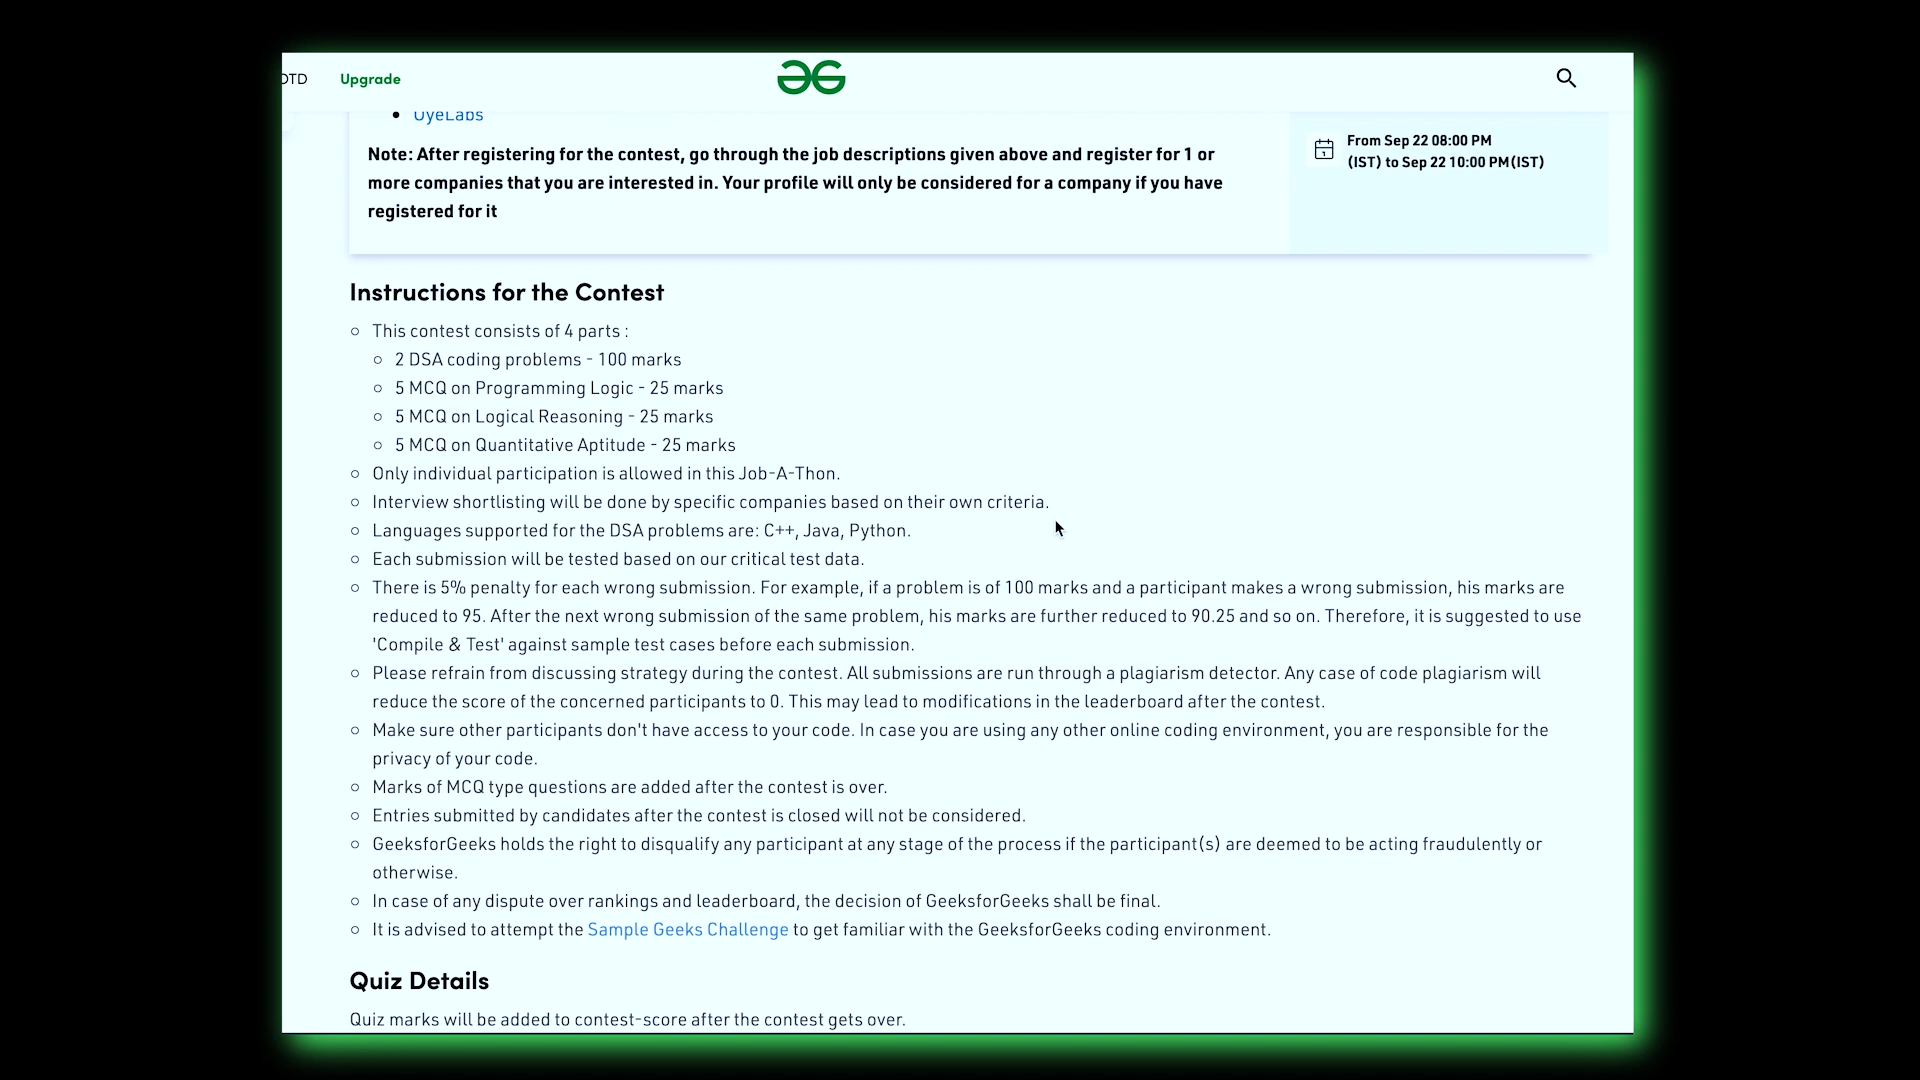 Upgrade
OyeLabs
Note: After registering for the contest, go through the job descriptions given above and register for 1 or
more companies that you are interested in. Your profile will only be considered for a company if you have
registered for it
From Sep 22 08:00 PM
(IST) to Sep 22 10:00 PM(IST)
Instructions for the Contest
This contest consists of 4 parts :
2 DSA coding problems - 100 marks
5 MCQ on Programming Logic - 25 marks
5 MCQ on Logical Reasoning - 25 marks
5 MCQ on Quantitative Aptitude - 25 marks
Only individual participation is allowed in this Job-A-Thon.
Interview shortlisting will be done by specific companies based on their own criteria.
Languages supported for the DSA problems are: C++, Java, Python.
Each submission will be tested based on our critical test data.
There is 5% penalty for each wrong submission. For example, if a problem is of 100 marks and a participant makes a wrong submission, his marks are
reduced to 95. After the next wrong submission of the same problem, his marks are further reduced to 90.25 and so on. Therefore, it is suggested to use
'Compile & Test' against sample test cases before each submission.
Please refrain from discussing strategy during the contest. All submissions are run through a plagiarism detector. Any case of code plagiarism will
reduce the score of the concerned participants to 0. This may lead to modifications in the leaderboard after the contest.
Make sure other participants don't have access to your code. In case you are using any other online coding environment, you are responsible for the
privacy of your code.
Marks of MCQ type questions are added after the contest is over.
Entries submitted by candidates after the contest is closed will not be considered.
GeeksforGeeks holds the right to disqualify any participant at any stage of the process if the participant(s) are deemed to be acting fraudulently or
otherwise.
In case of any dispute over rankings and leaderboard, the decision of GeeksforGeeks shall be final.
It is advised to attempt the Sample Geeks Challenge to get familiar with the GeeksforGeeks coding environment.
Quiz Details
Quiz marks will be added to contest-score after the contest gets over.